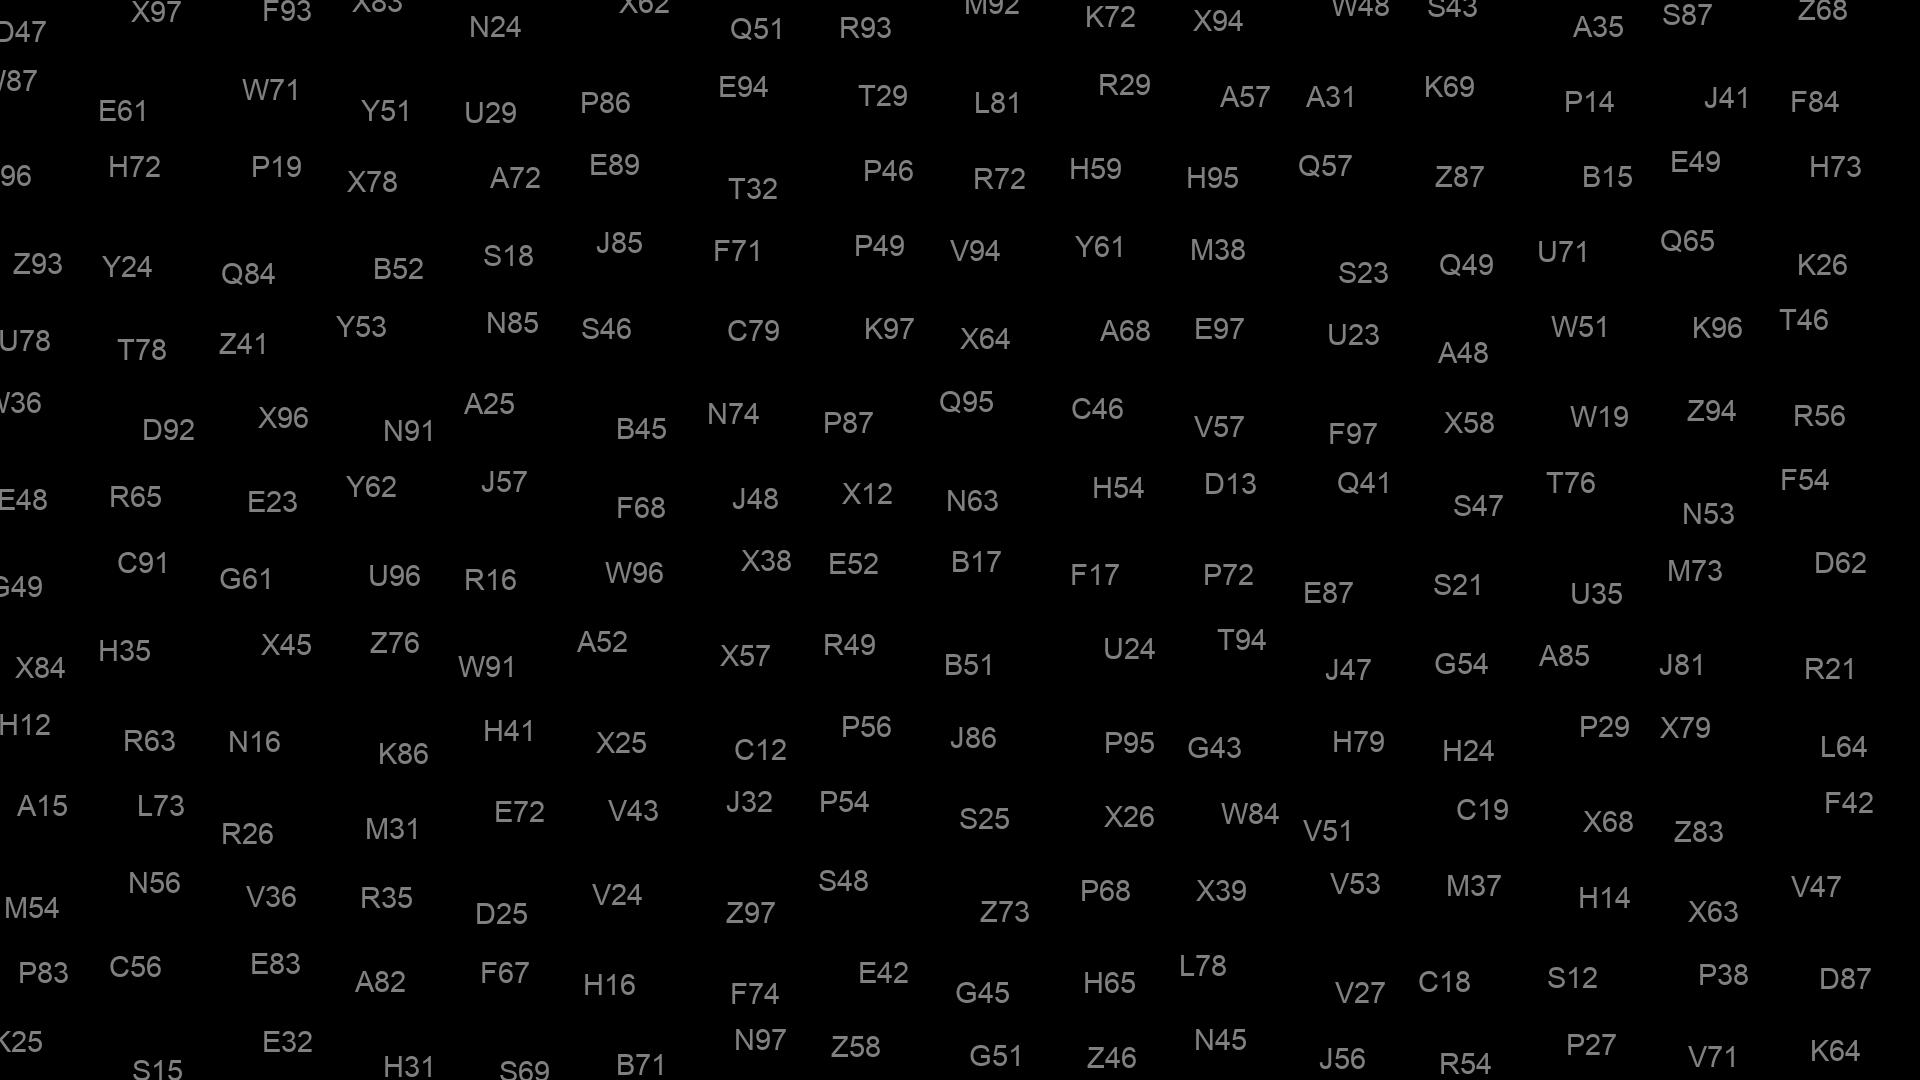 D47 X97 F93 X83 N24 X62 Q51 R93 M92 K72 X94 W48 S43 A35 S87 Z68
W87 E61 W71 Y51 U29 P86 E94 T29 L81 R29 A57 A31 K69 P14 J41 F84
96 H72 P19 X78 A72 E89 T32 P46 R72 H59 H95 Q57 Z87 B15 E49 H73
Z93 Y24 Q84 B52 S18 J85 F71 P49 V94 Y61 M38 S23 Q49 U71 Q65 K26
U78 T78 Z41 Y53 N85 S46 C79 K97 X64 A68 E97 U23 A48 W51 K96 T46
W36 D92 X96 N91 A25 B45 N74 P87 Q95 C46 V57 F97 X58 W19 Z94 R56
E48 R65 E23 Y62 J57 F68 J48 X12 N63 H54 D13 Q41 S47 T76 N53 F54
G49 C91 G61 U96 R16 W96 X38 E52 B17 F17 P72 E87 S21 U35 M73 D62
X84 H35 X45 Z76 W91 A52 X57 R49 B51 U24 T94 J47 G54 A85 J81 R21
H12 R63 N16 K86 H41 X25 C12 P56 J86 P95 G43 H79 H24 P29 X79 L64
A15 L73 R26 M31 E72 V43 J32 P54 S25 X26 W84 V51 C19 X68 Z83 F42
M54 N56 V36 R35 D25 V24 Z97 S48 Z73 P68 X39 V53 M37 H14 X63 V47
P83 C56 E83 A82 F67 H16 F74 E42 G45 H65 L78 V27 C18 S12 P38 D87
K25 S15 E32 H31 S69 B71 N97 Z58 G51 Z46 N45 J56 R54 P27 V71 K64